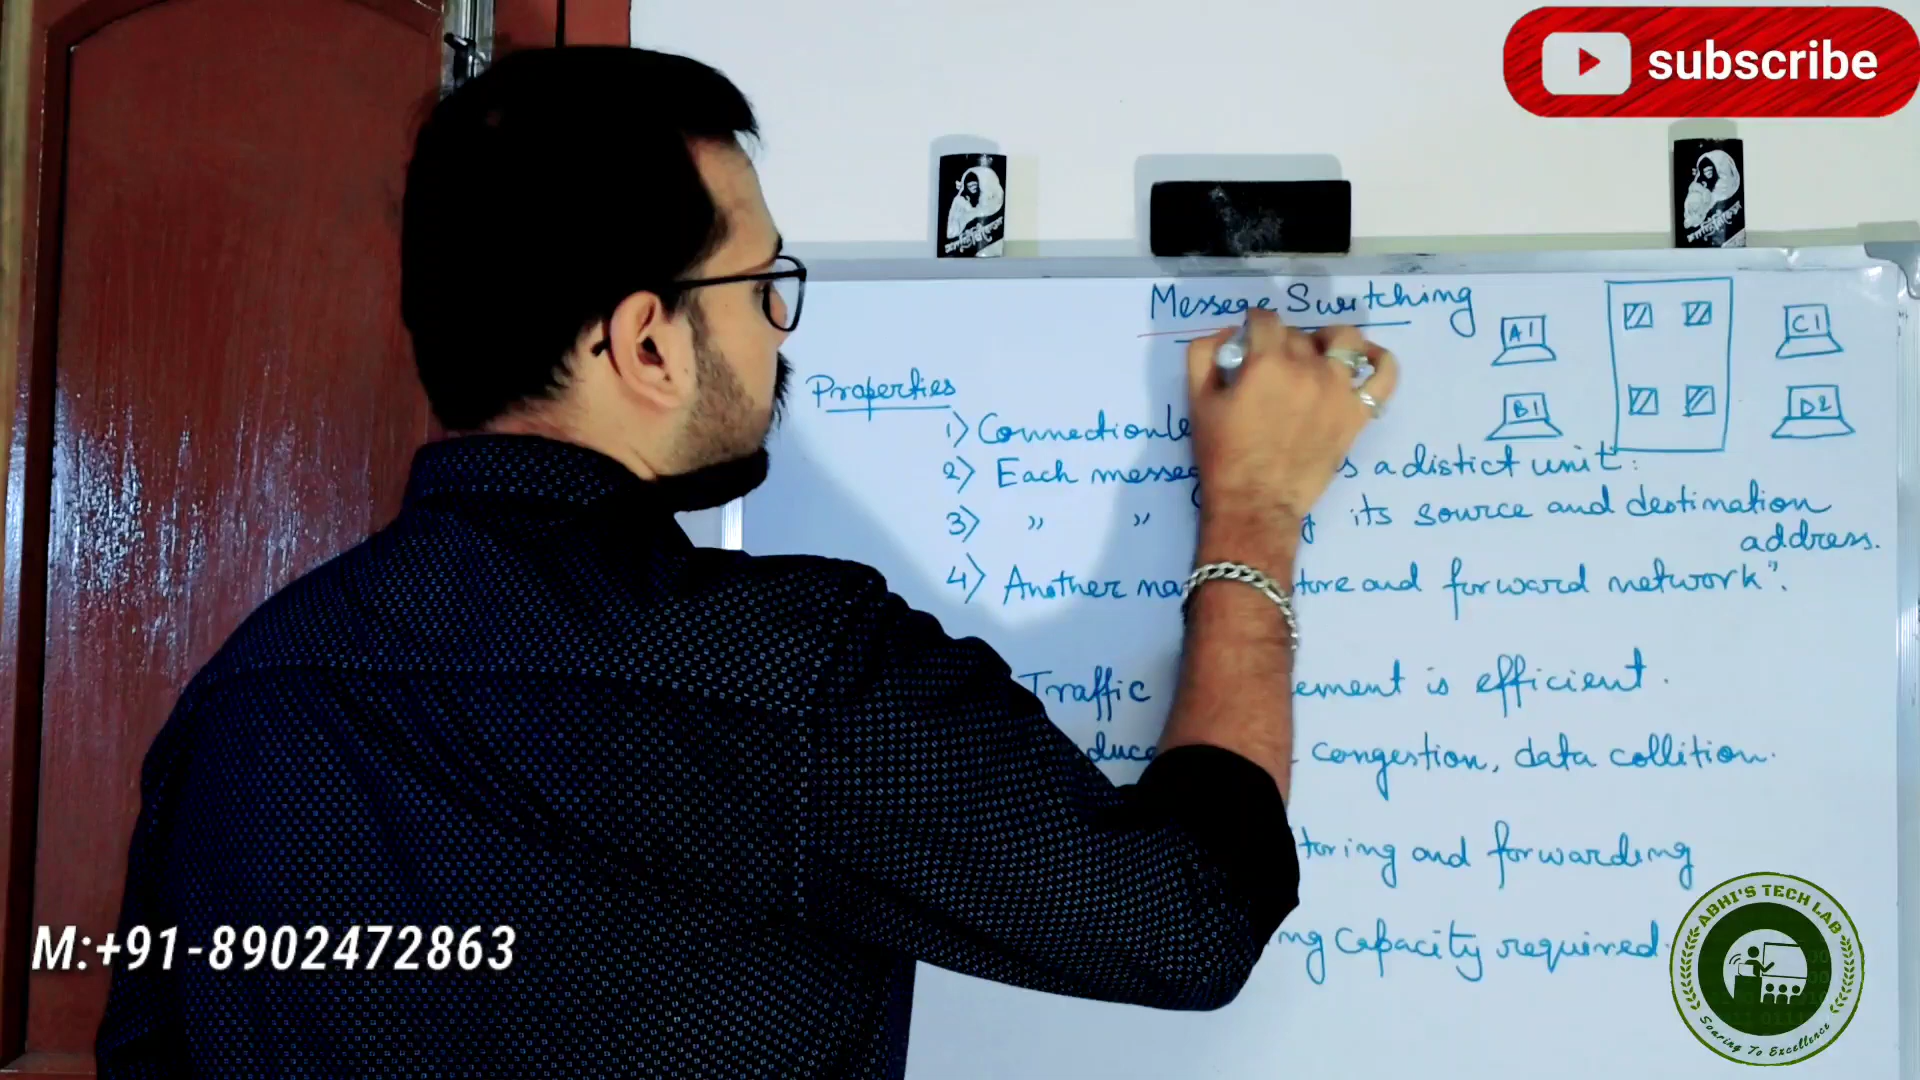 subscribe
Messege Switching
A1
C1
B1
D2
Properties
1) Connectionle
2) Each messeg s a distict unit.
3) " " its source and destination
address.
4) Another na tore and forward network".
Traffic ement is efficient.
duce congestion, data collition.
toring and forwarding
ng capacity required
M:+91-8902472863
ABHI'S TECH LAB
Soaring To Excellence